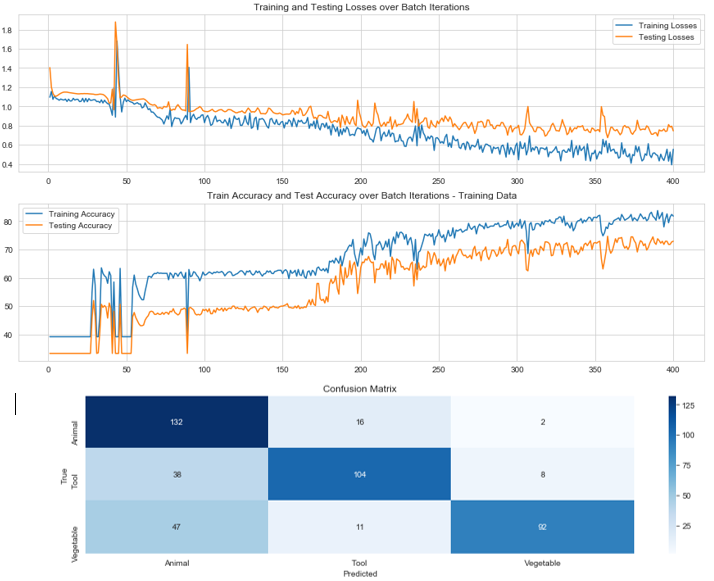 Training and Testing Losses over Batch Iterations
1.8
1.6
1.4
1.2
1.0
0.8
0.6
0.4
Training Losses
Testing Losses
0 50 100 150 200 250 300 350 400
Train Accuracy and Test Accuracy over Batch Iterations - Training Data
80
70
60
50
40
Training Accuracy
Testing Accuracy
0 50 100 150 200 250 300 350 400
Confusion Matrix
True
Animal
Tool
Vegetable
132 16 2
38 104 8
47 11 92
Animal Tool Vegetable
Predicted
125
100
75
50
25